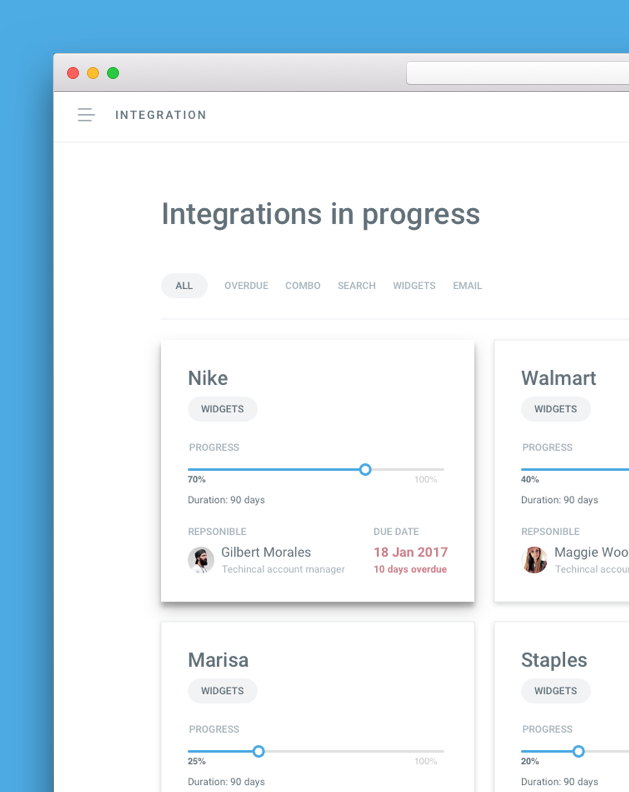 INTEGRATION
Integrations in progress
ALL OVERDUE COMBO SEARCH WIDGETS EMAIL
Nike
WIDGETS
PROGRESS
70% 100%
Duration: 90 days
REPSONIBLE DUE DATE
Gilbert Morales 18 Jan 2017
Techincal account manager 10 days overdue
Walmart
WIDGETS
PROGRESS
40%
Duration: 90 days
REPSONIBLE
Maggie Woo
Techincal accou
Marisa
WIDGETS
PROGRESS
25% 100%
Duration: 90 days
Staples
WIDGETS
PROGRESS
20%
Duration: 90 days